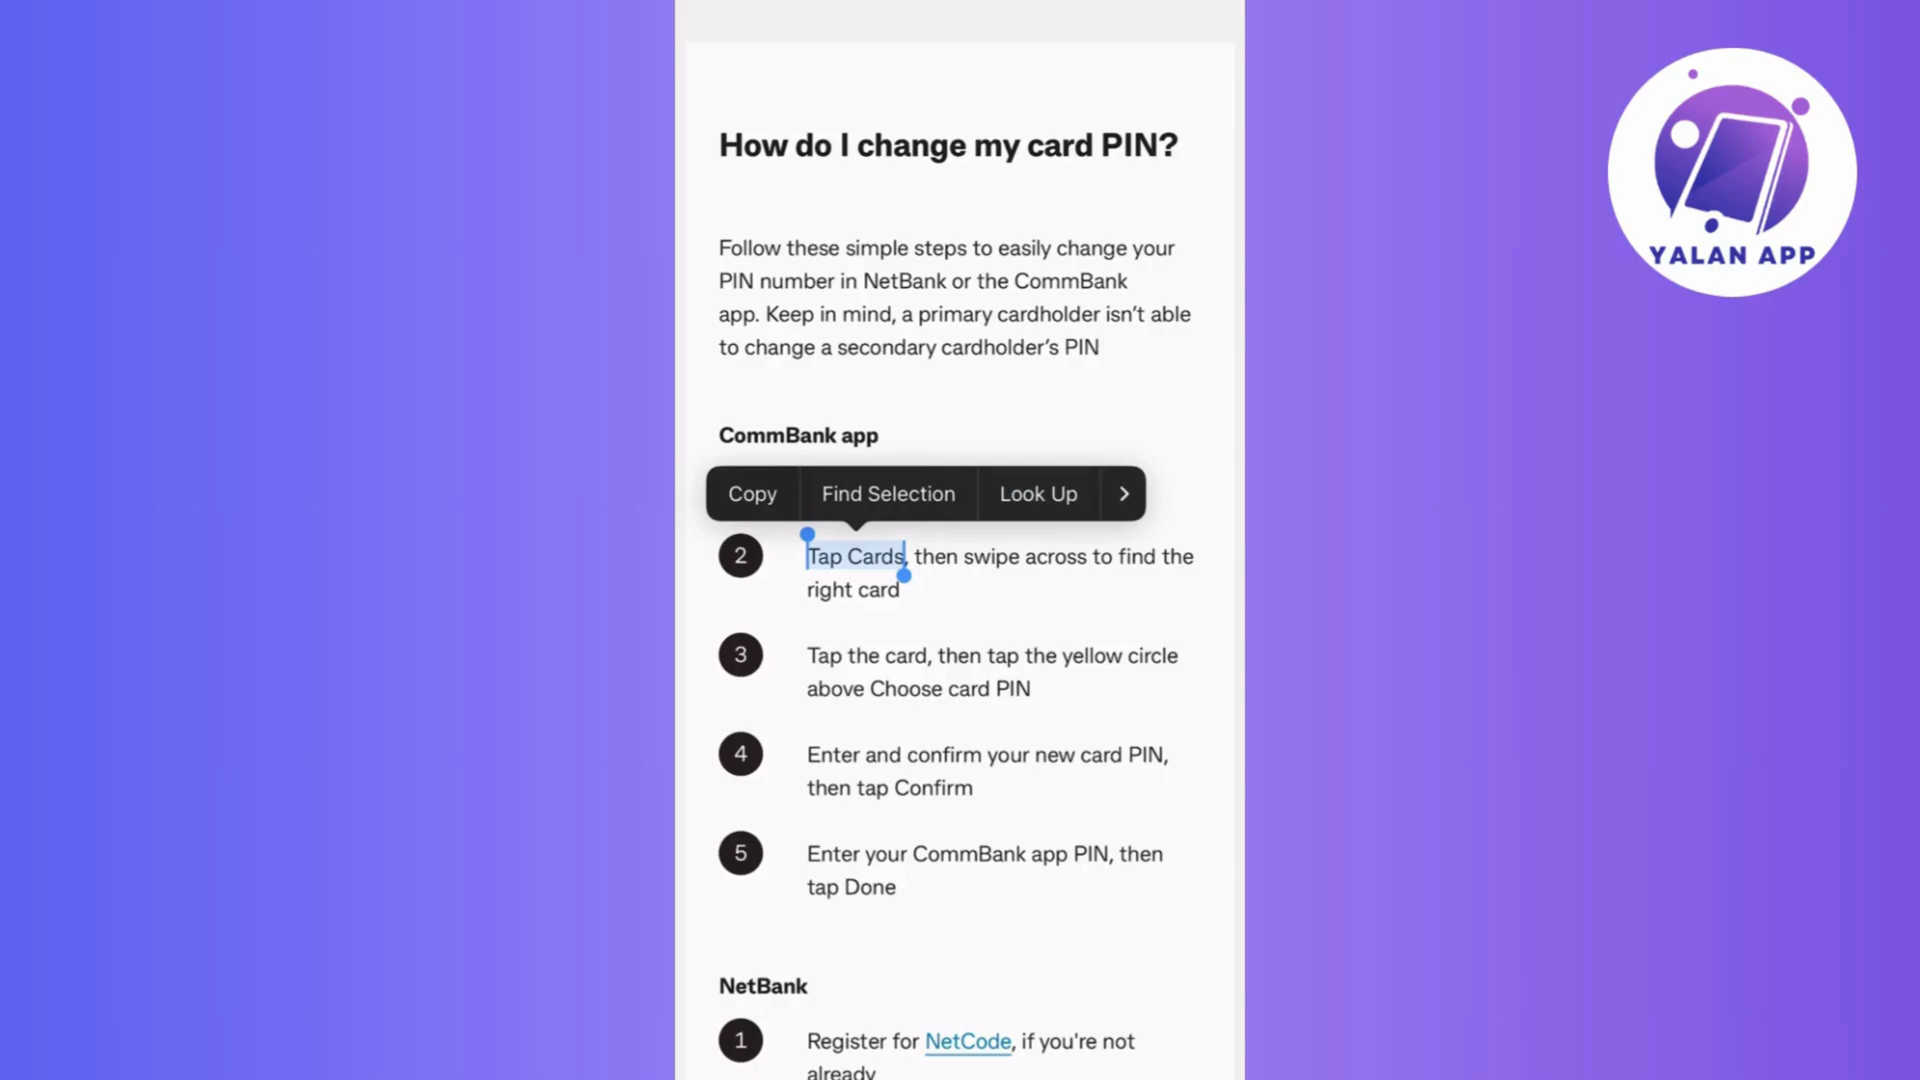 YALAN APP
How do I change my card PIN?
Follow these simple steps to easily change your
PIN number in NetBank or the CommBank
app. Keep in mind, a primary cardholder isn’t able
to change a secondary cardholder’s PIN
CommBank app
Copy
Find Selection
Look Up
2
Tap Cards, then swipe across to find the
right card
3
Tap the card, then tap the yellow circle
above Choose card PIN
4
Enter and confirm your new card PIN,
then tap Confirm
5
Enter your CommBank app PIN, then
tap Done
NetBank
1
Register for NetCode, if you're not
already